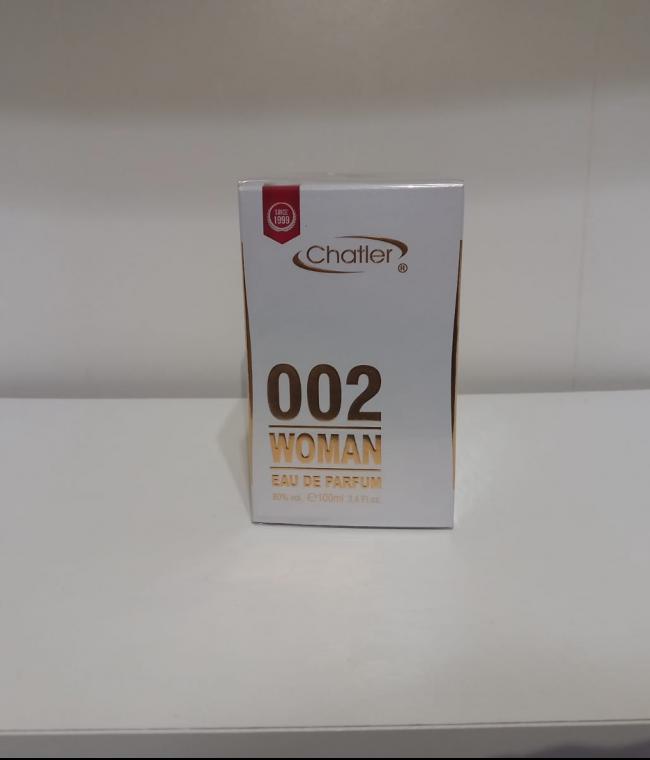 SINCE
1999
Chatler®
002
WOMAN
EAU DE PARFUM
80% vol. ℮100ml 3.4 Fl oz.